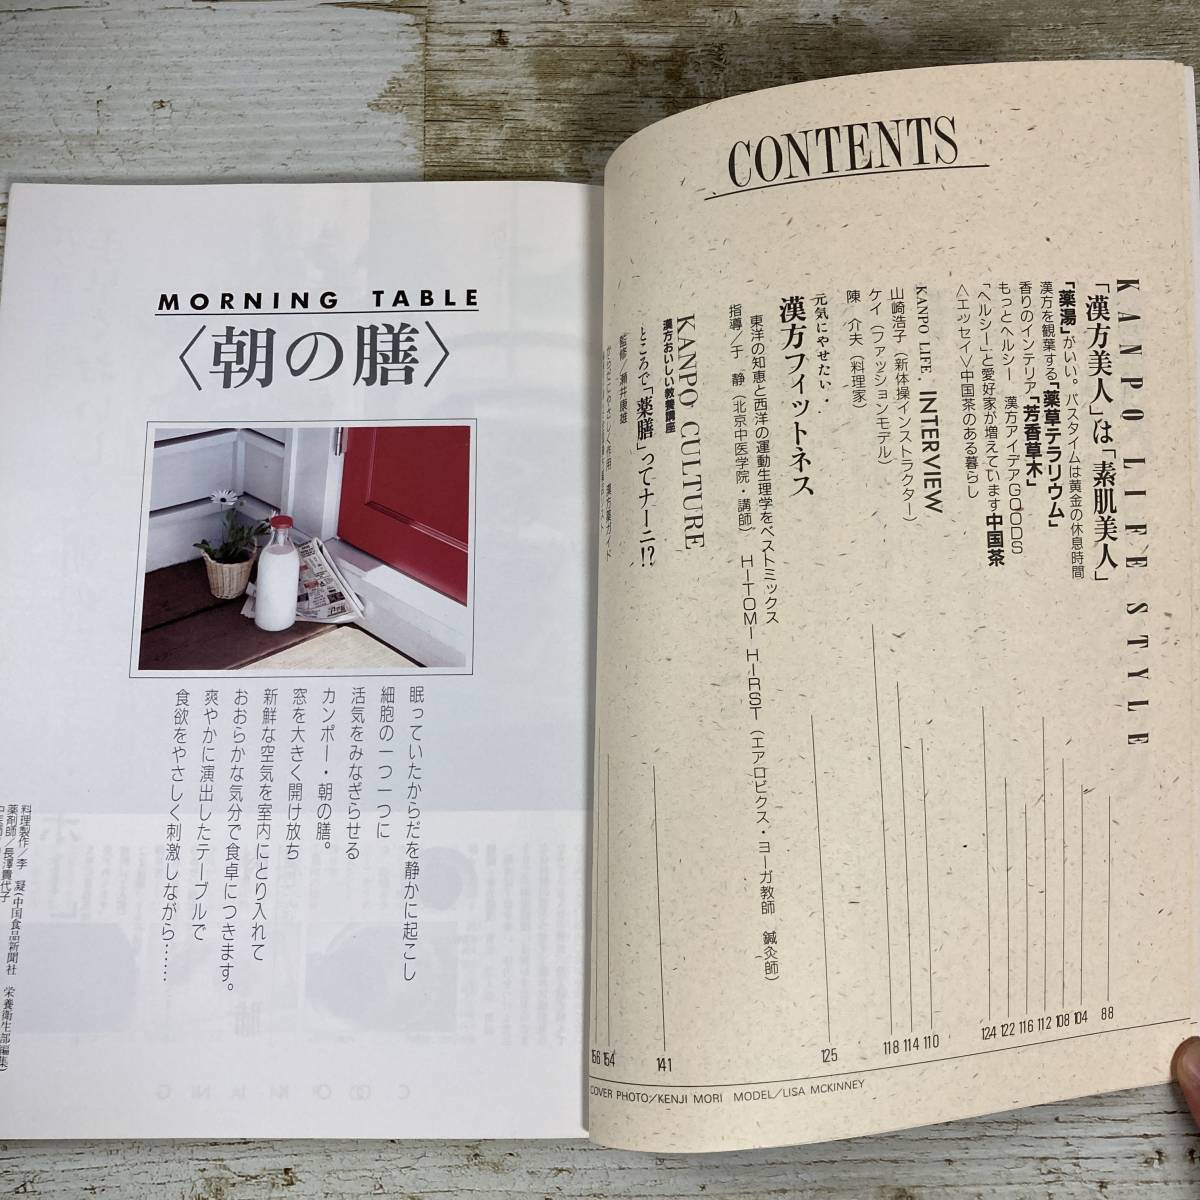 CONTENTS
KANPO LIFE STYLE
「漢方美人」は「素肌美人」
88
「薬湯」がいい。バスタイムは黄金の休息時間
104
漢方を観葉する「薬草テラリウム」
108
香りのインテリア「芳香草木」
112
もっとヘルシー 漢方アイデアGOODS
116
「ヘルシー」と愛好家が増えています中国茶
122
〈エッセイ〉中国茶のある暮らし
124
KANPO LIFE. INTERVIEW
山崎浩子(新体操インストラクター)
110
ケイ(ファッションモデル)
114
陳 介夫(料理家)
118
元気にやせたい
漢方フィットネス
125
東洋の知恵と西洋の運動生理学をベストミックス
指導/于 静(北京中医学院・講師) HITOMI HIRST(エアロビクス・ヨーガ教師 鍼灸師)
KANPO CULTURE
漢方おいしい教養講座
ところで「薬膳」ってナーニ!?
141
監修/
康雄
からだにやさしく作用 漢方薬ガイド
154
156
COVER PHOTO/KENJI MORI MODEL/LISA MCKINNEY
MORNING TABLE
〈朝の膳〉
眠っていたからだを静かに起こし
細胞の一つ一つに
活気をみなぎらせる
カンポー・朝の膳。
窓を大きく開け放ち
新鮮な空気を室内にとり入れて
おおらかな気分で食卓につきます。
爽やかに演出したテーブルで
食欲をやさしく刺激しながら……
料理製作/李 凝(中国食品新聞社 栄養衛生部編集)
薬剤師/長澤貴代子